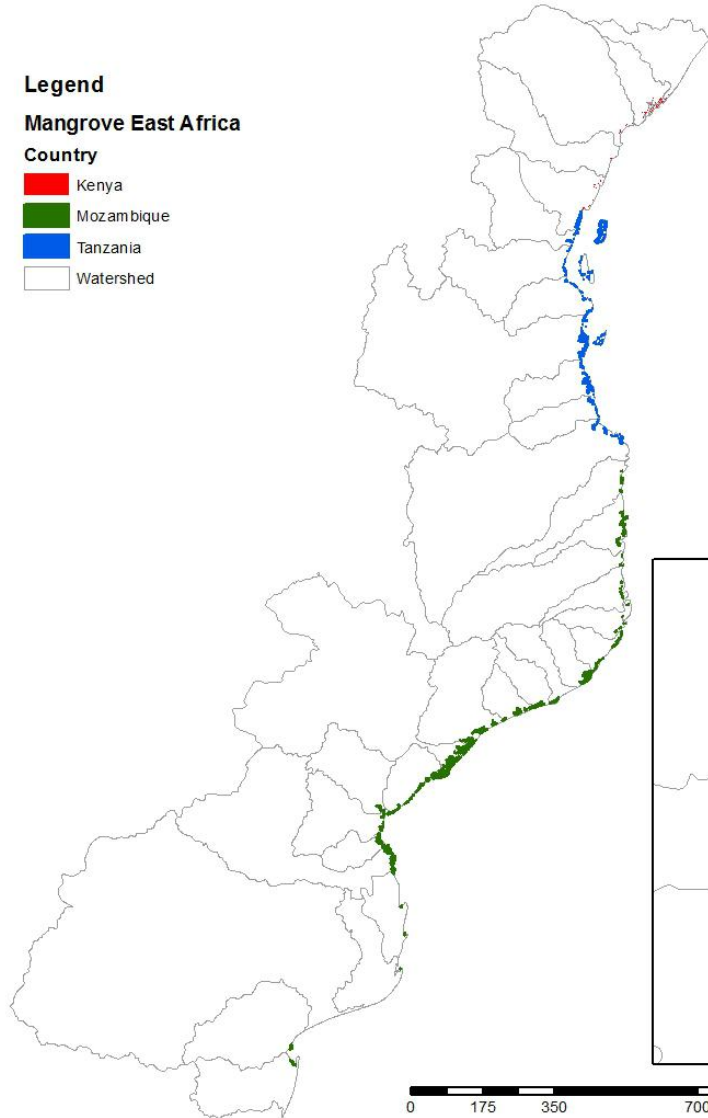 Legend
Mangrove East Africa
Country
Kenya
Mozambique
Tanzania
Watershed
0 175 350 700